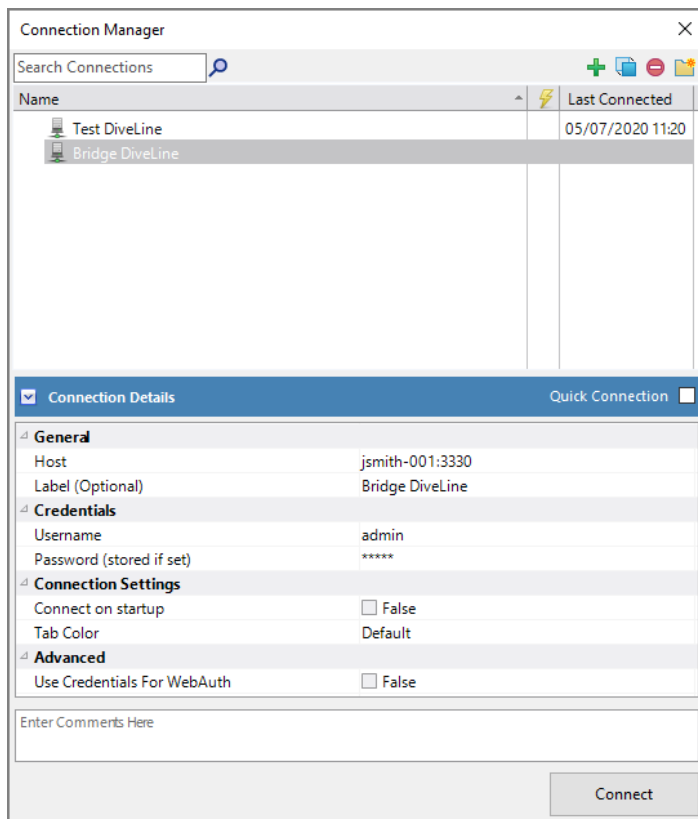 Connection Manager
Search Connections
Name Last Connected
Test DiveLine 05/07/2020 11:20
Bridge DiveLine
Connection Details Quick Connection
General
Host jsmith-001:3330
Label (Optional) Bridge DiveLine
Credentials
Username admin
Password (stored if set) *****
Connection Settings
Connect on startup False
Tab Color Default
Advanced
Use Credentials For WebAuth False
Enter Comments Here
Connect